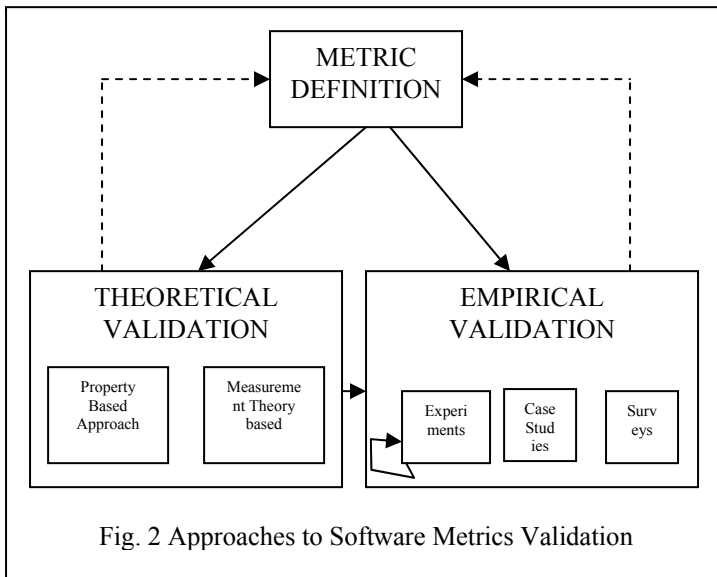 METRIC
DEFINITION
THEORETICAL
VALIDATION
Property
Based
Approach
Measureme
nt Theory
based
EMPIRICAL
VALIDATION
Experi
ments
Case
Stud
ies
Surv
eys
Fig. 2 Approaches to Software Metrics Validation